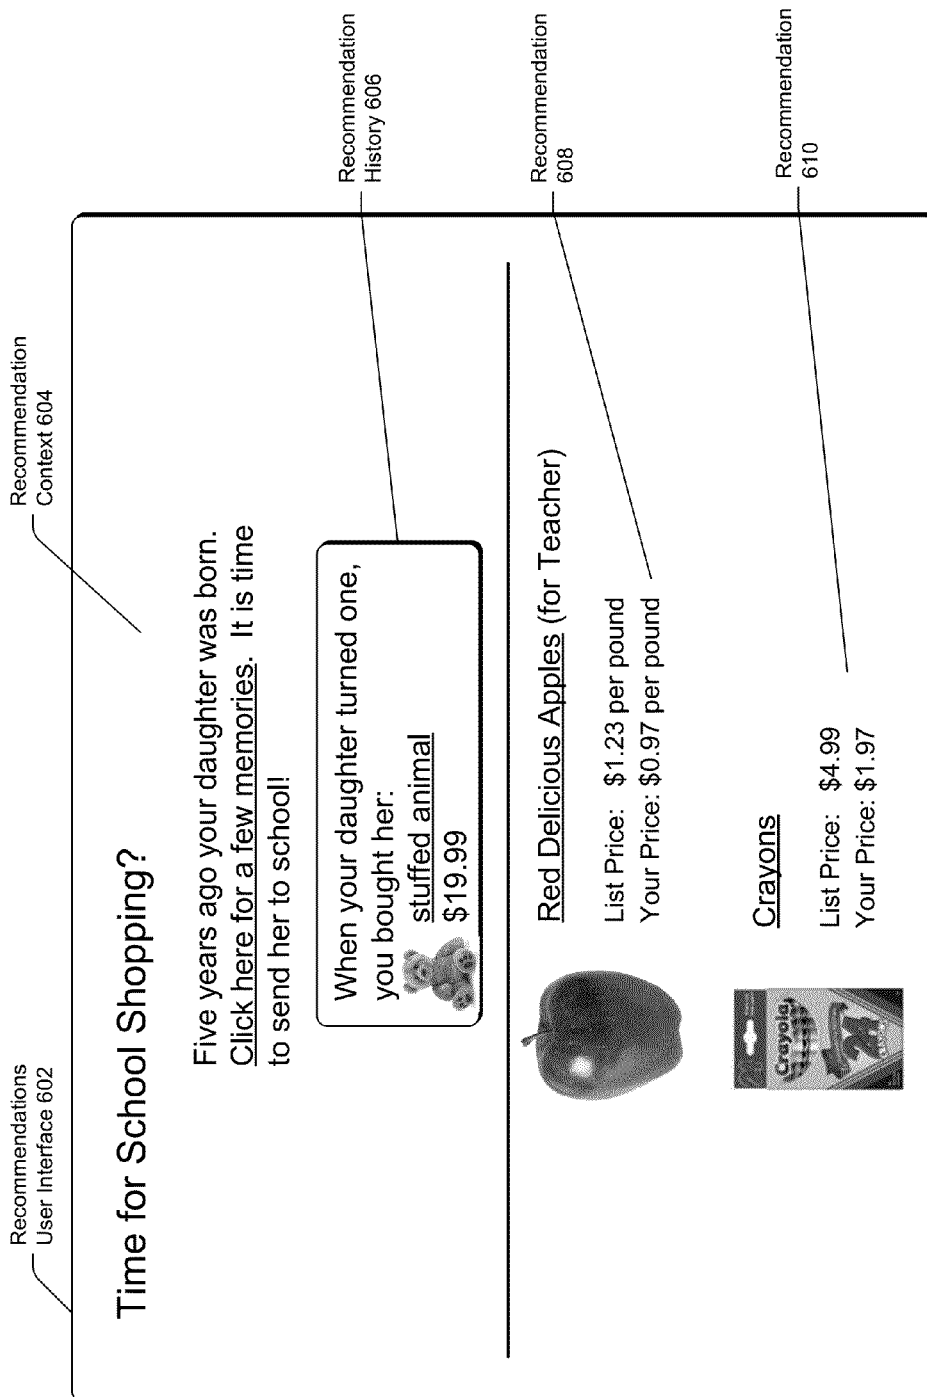 Recommendations
User Interface 602
Recommendation
Context 604
Time for School Shopping?
Five years ago your daughter was born.
Click here for a few memories. It is time
to send her to school!
Recommendation
History 606
When your daughter turned one,
you bought her:
stuffed animal
$19.99
Recommendation
608
Red Delicious Apples (for Teacher)
List Price: $1.23 per pound
Your Price: $0.97 per pound
Recommendation
610
Crayola
Crayons
List Price: $4.99
Your Price: $1.97